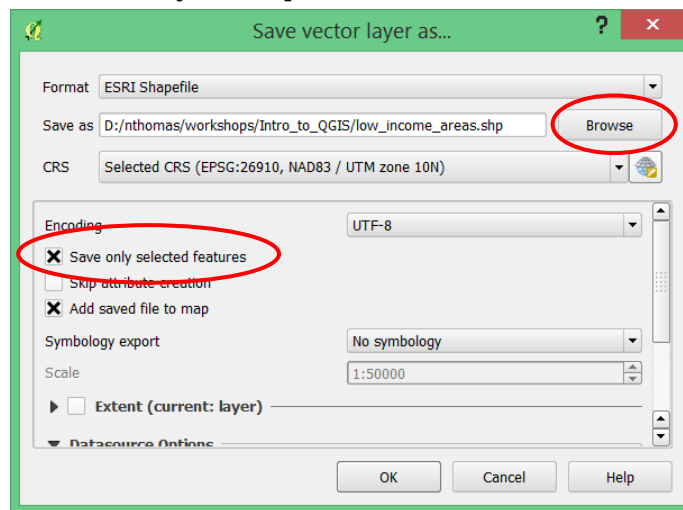 Save vector layer as...
?
×
Format ESRI Shapefile
Save as D:/nthomas/workshops/Intro_to_QGIS/low_income_areas.shp Browse
CRS Selected CRS (EPSG:26910, NAD83 / UTM zone 10N)
Encoding UTF-8
Save only selected features
Skip attribute creation
Add saved file to map
Symbology export No symbology
Scale 1:50000
Extent (current: layer)
Datasource Options
OK Cancel Help